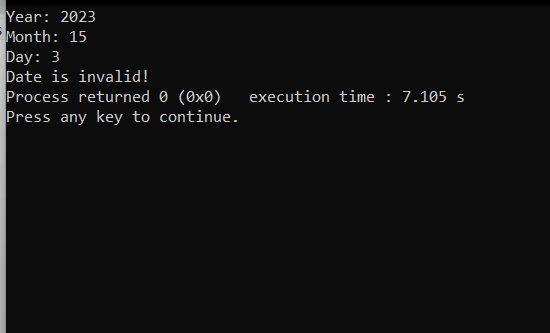 Year: 2023
Month: 15
Day: 3
Date is invalid!
Process returned 0 (0x0)   execution time : 7.105 s
Press any key to continue.